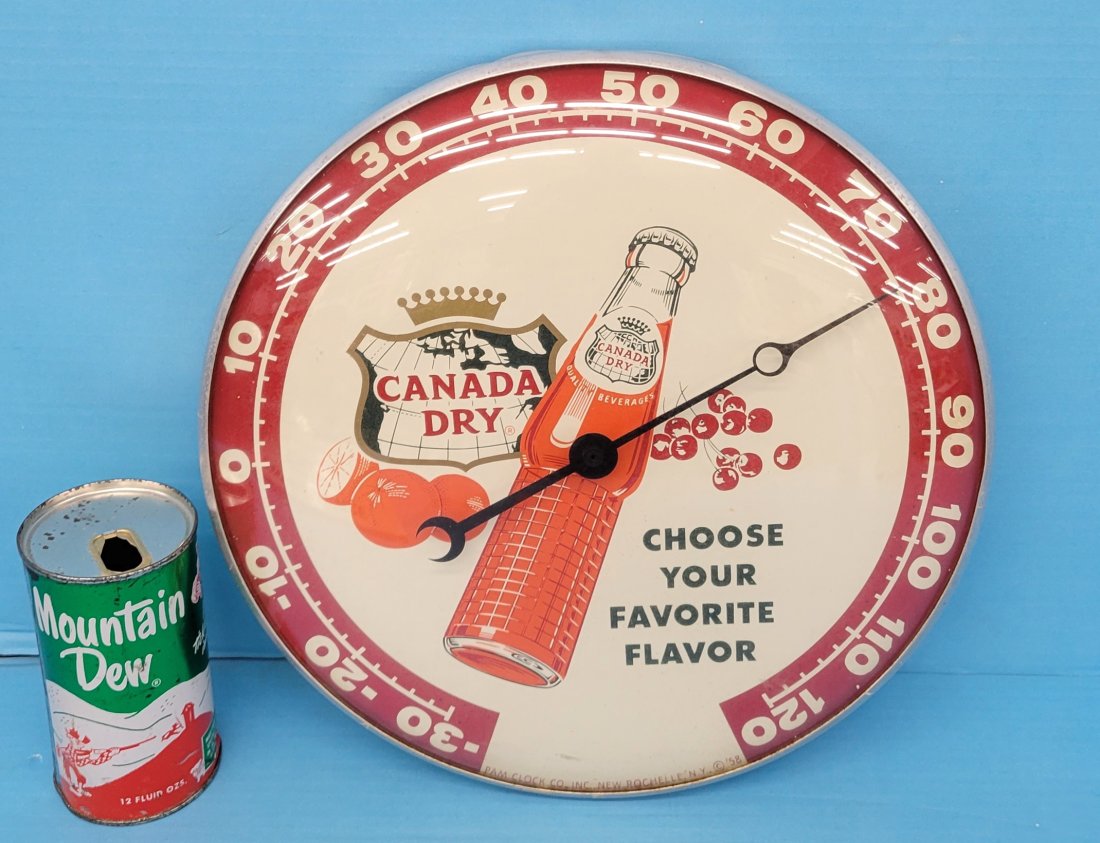 -30
-20
-10
0
10
20
30
40
50
60
70
80
90
100
110
120
CANADA
DRY®
CANADA
DRY
BEVERAGES
CHOOSE
YOUR
FAVORITE
FLAVOR
PAM CLOCK CO., INC. NEW ROCHELLE N.Y. © '58
Mountain
Dew®
12 FLUID OZS.